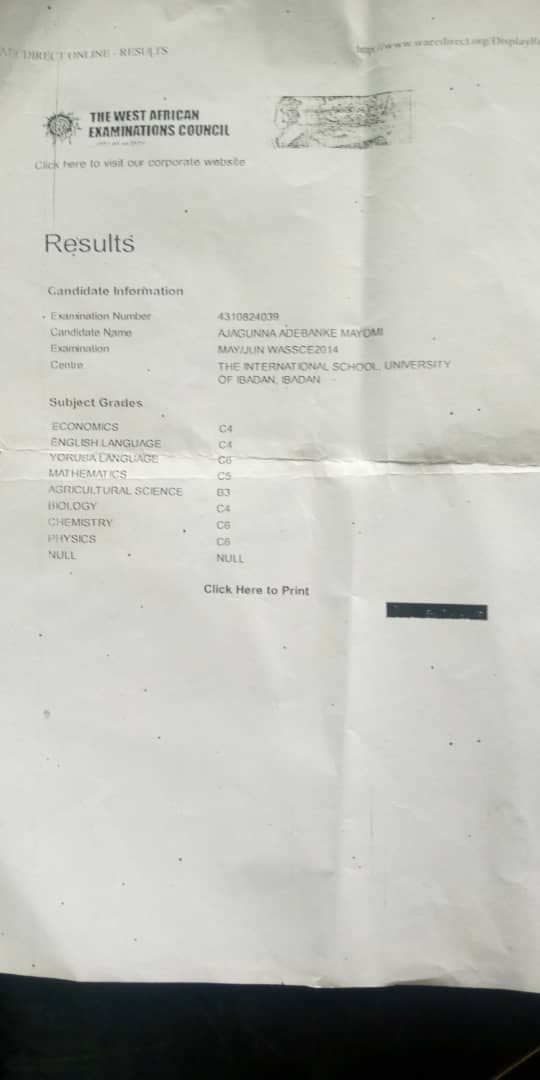 DIRECT ONLINE - RESULTS
http://www.waecdirect.org/DisplayRe
THE WEST AFRICAN
EXAMINATIONS COUNCIL
Click here to visit our corporate website
Results
Candidate Information
Examination Number 4310824039
Candidate Name AJAGUNNA ADEBANKE MAYOMI
Examination MAY/JUN WASSCE2014
Centre THE INTERNATIONAL SCHOOL, UNIVERSITY
OF IBADAN, IBADAN
Subject Grades
ECONOMICS C4
ENGLISH LANGUAGE C4
YORUBA LANGUAGE C6
MATHEMATICS C5
AGRICULTURAL SCIENCE B3
BIOLOGY C4
CHEMISTRY C6
PHYSICS C6
NULL NULL
Click Here to Print